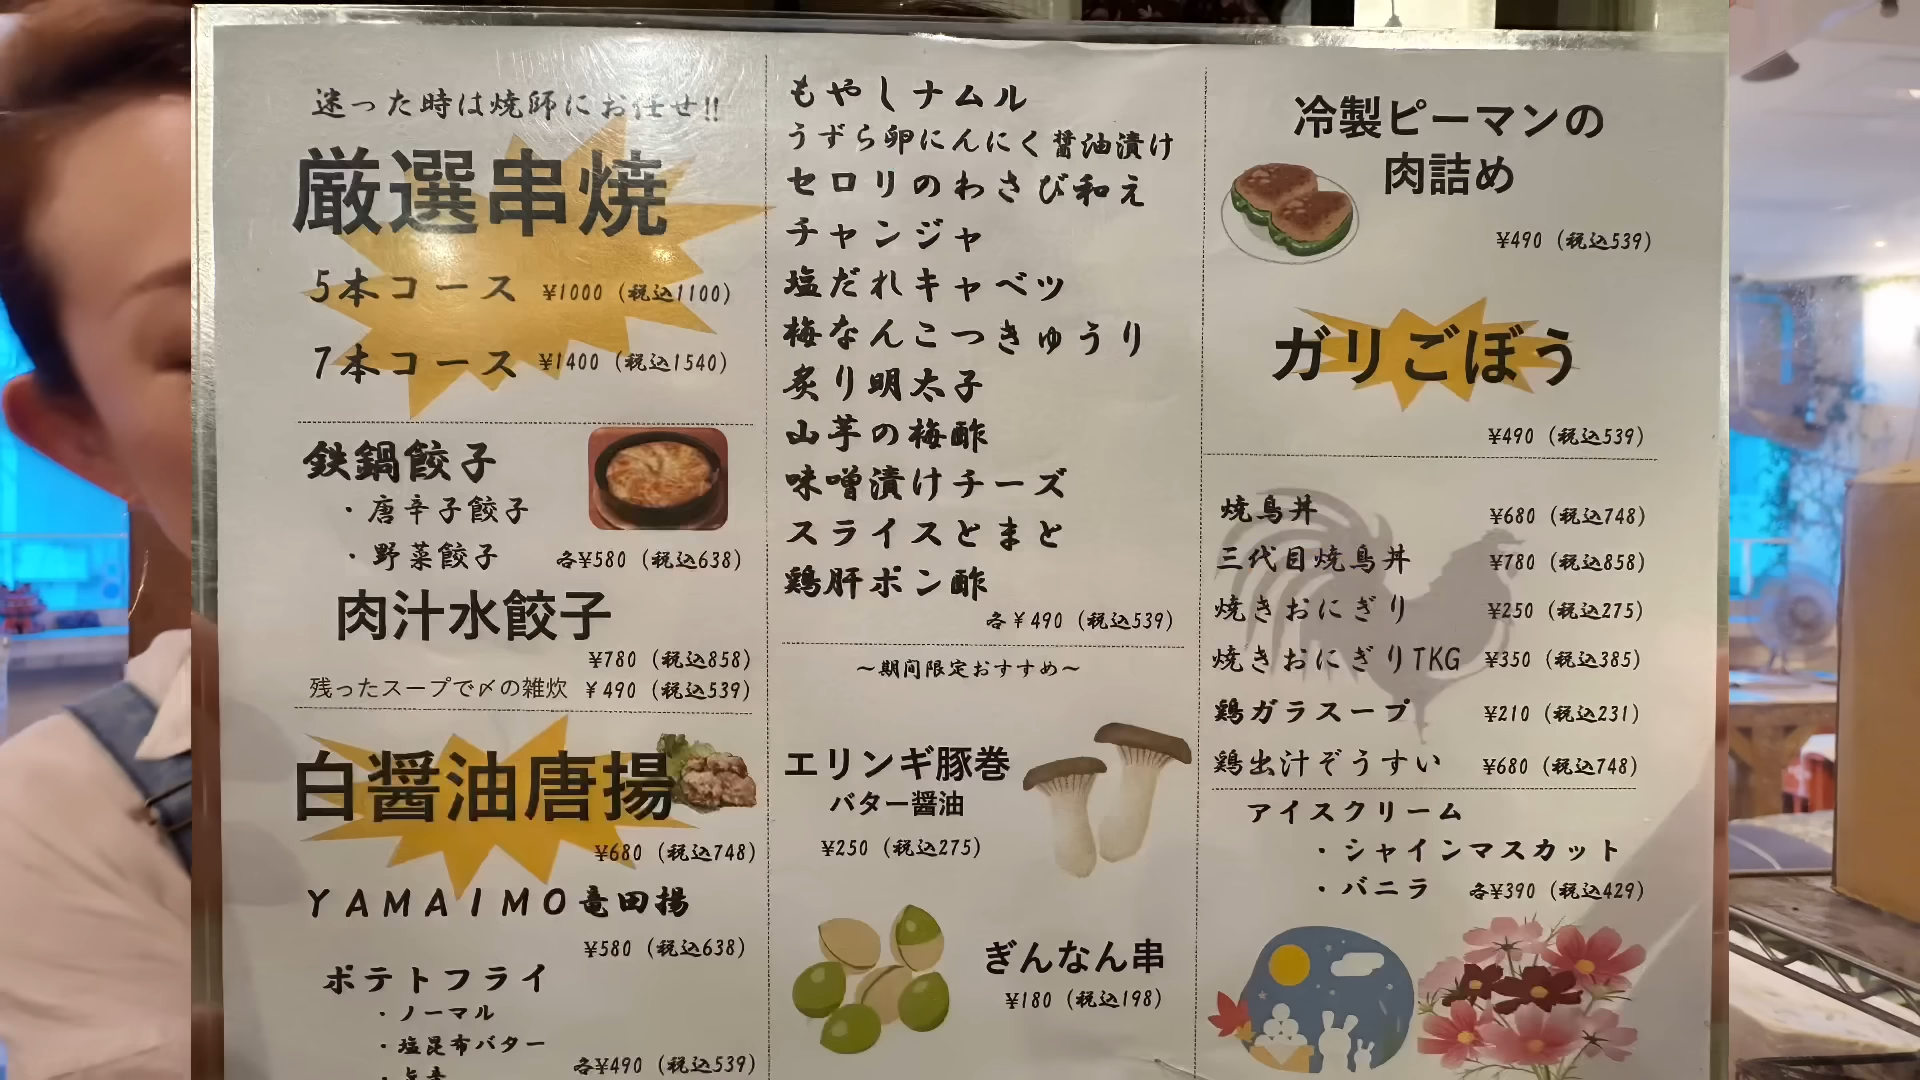 迷った時は焼師にお任せ!!
厳選串焼
5本コース ¥1000 (税込1100)
7本コース ¥1400 (税込1540)
鉄鍋餃子
・唐辛子餃子
・野菜餃子 各¥580 (税込638)
肉汁水餃子
¥780 (税込858)
残ったスープで〆の雑炊 ¥490 (税込539)
白醤油唐揚
¥680 (税込748)
YAMAIMO竜田揚
¥580 (税込638)
ポテトフライ
・ノーマル
・塩昆布バター
各¥490 (税込539)
もやしナムル
うずら卵にんにく醤油漬け
セロリのわさび和え
チャンジャ
塩だれキャベツ
梅なんこつきゅうり
炙り明太子
山芋の梅酢
味噌漬けチーズ
スライスとまと
鶏肝ポン酢
各¥490 (税込539)
～期間限定おすすめ～
エリンギ豚巻
バター醤油
¥250 (税込275)
ぎんなん串
¥180 (税込198)
冷製ピーマンの
肉詰め
¥490 (税込539)
ガリごぼう
¥490 (税込539)
焼鳥丼 ¥680 (税込748)
三代目焼鳥丼 ¥780 (税込858)
焼きおにぎり ¥250 (税込275)
焼きおにぎりTKG ¥350 (税込385)
鶏ガラスープ ¥210 (税込231)
鶏出汁ぞうすい ¥680 (税込748)
アイスクリーム
・シャインマスカット
・バニラ 各¥390 (税込429)